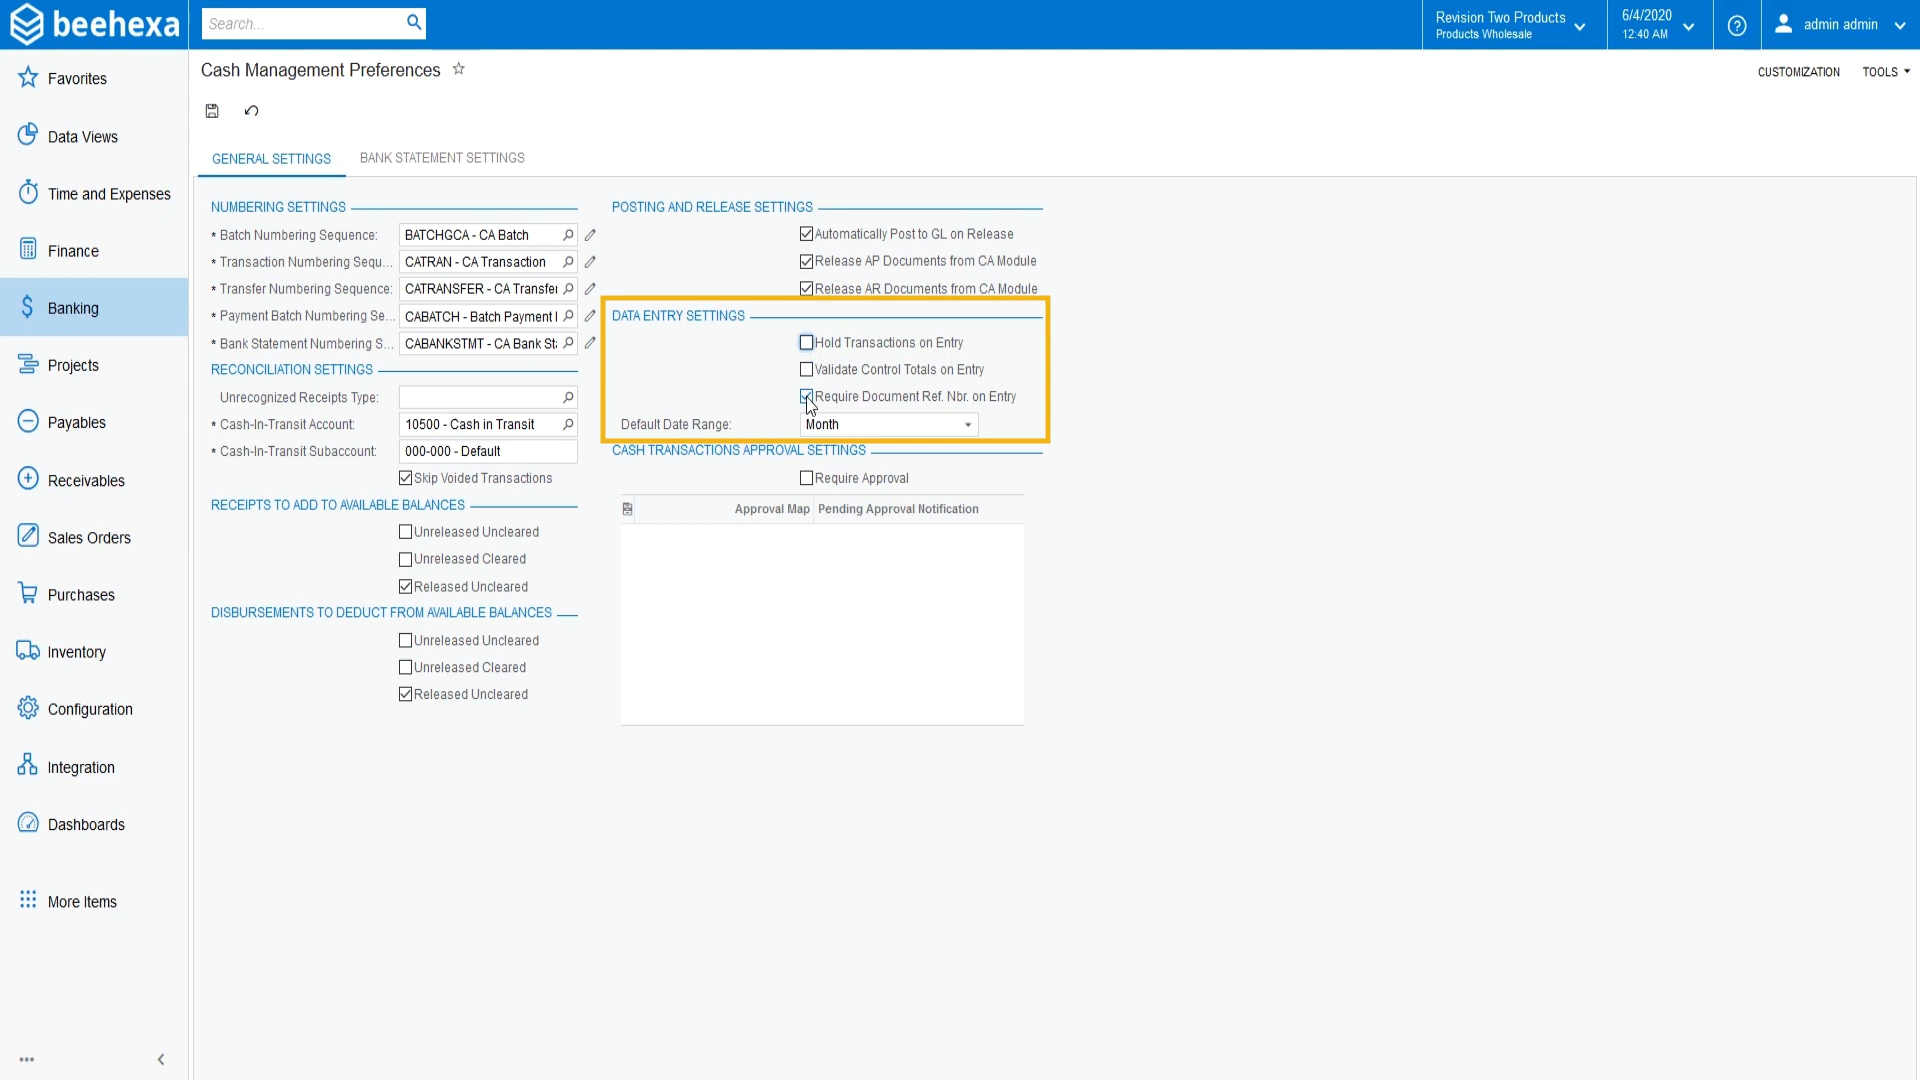 beehexa
Search...
Revision Two Products
Products Wholesale
6/4/2020
12:40 AM
admin admin
Favorites
Data Views
Time and Expenses
Finance
Banking
Projects
Payables
Receivables
Sales Orders
Purchases
Inventory
Configuration
Integration
Dashboards
More Items
Cash Management Preferences
CUSTOMIZATION
TOOLS
GENERAL SETTINGS
BANK STATEMENT SETTINGS
NUMBERING SETTINGS
* Batch Numbering Sequence: BATCHGCA - CA Batch
* Transaction Numbering Sequ... CATRAN - CA Transaction
* Transfer Numbering Sequence: CATRANSFER - CA Transfer
* Payment Batch Numbering Se... CABATCH - Batch Payment
* Bank Statement Numbering S... CABANKSTMT - CA Bank
RECONCILIATION SETTINGS
Unrecognized Receipts Type:
* Cash-In-Transit Account: 10500 - Cash in Transit
* Cash-In-Transit Subaccount: 000-000 - Default
Skip Voided Transactions
RECEIPTS TO ADD TO AVAILABLE BALANCES
Unreleased Uncleared
Unreleased Cleared
Released Uncleared
DISBURSEMENTS TO DEDUCT FROM AVAILABLE BALANCES
Unreleased Uncleared
Unreleased Cleared
Released Uncleared
POSTING AND RELEASE SETTINGS
Automatically Post to GL on Release
Release AP Documents from CA Module
Release AR Documents from CA Module
DATA ENTRY SETTINGS
Hold Transactions on Entry
Validate Control Totals on Entry
Require Document Ref. Nbr. on Entry
Default Date Range: Month
CASH TRANSACTIONS APPROVAL SETTINGS
Require Approval
Approval Map
Pending Approval Notification